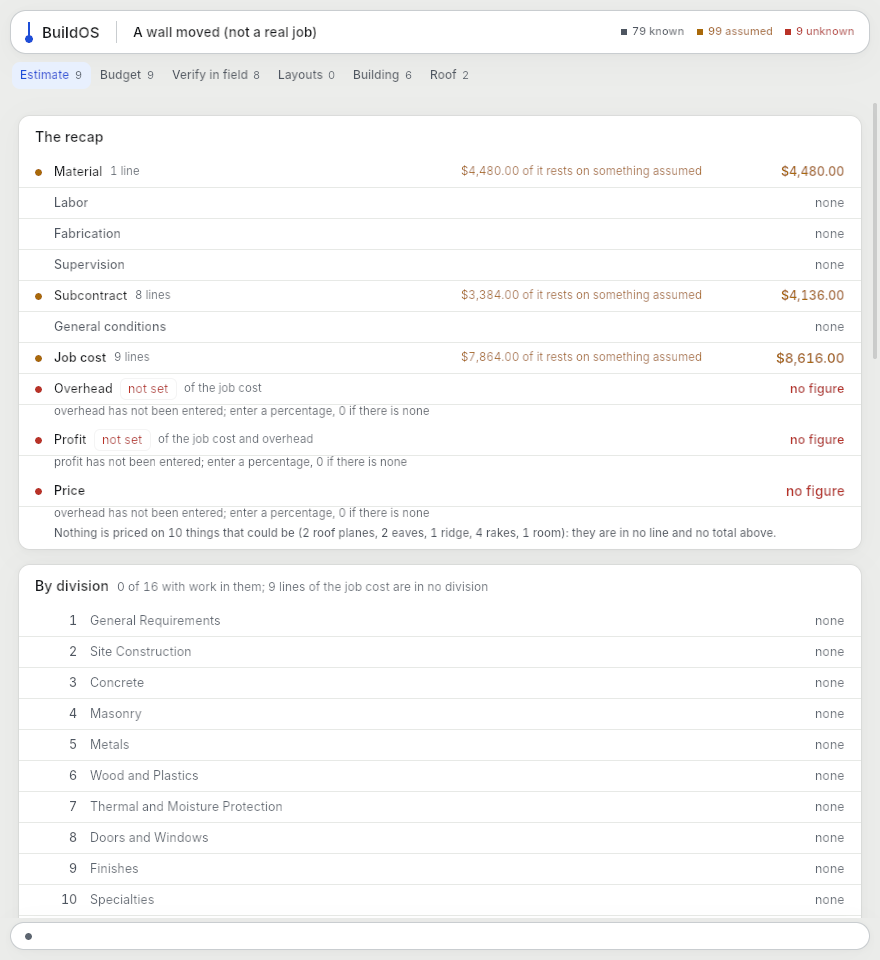 BuildOS A wall moved (not a real job) 79 known 99 assumed 9 unknown
Estimate 9 Budget 9 Verify in field 8 Layouts 0 Building 6 Roof 2
The recap
Material 1 line $4,480.00 of it rests on something assumed $4,480.00
Labor none
Fabrication none
Supervision none
Subcontract 8 lines $3,384.00 of it rests on something assumed $4,136.00
General conditions none
Job cost 9 lines $7,864.00 of it rests on something assumed $8,616.00
Overhead not set of the job cost no figure
overhead has not been entered; enter a percentage, 0 if there is none
Profit not set of the job cost and overhead no figure
profit has not been entered; enter a percentage, 0 if there is none
Price no figure
overhead has not been entered; enter a percentage, 0 if there is none
Nothing is priced on 10 things that could be (2 roof planes, 2 eaves, 1 ridge, 4 rakes, 1 room): they are in no line and no total above.
By division 0 of 16 with work in them; 9 lines of the job cost are in no division
1 General Requirements none
2 Site Construction none
3 Concrete none
4 Masonry none
5 Metals none
6 Wood and Plastics none
7 Thermal and Moisture Protection none
8 Doors and Windows none
9 Finishes none
10 Specialties none